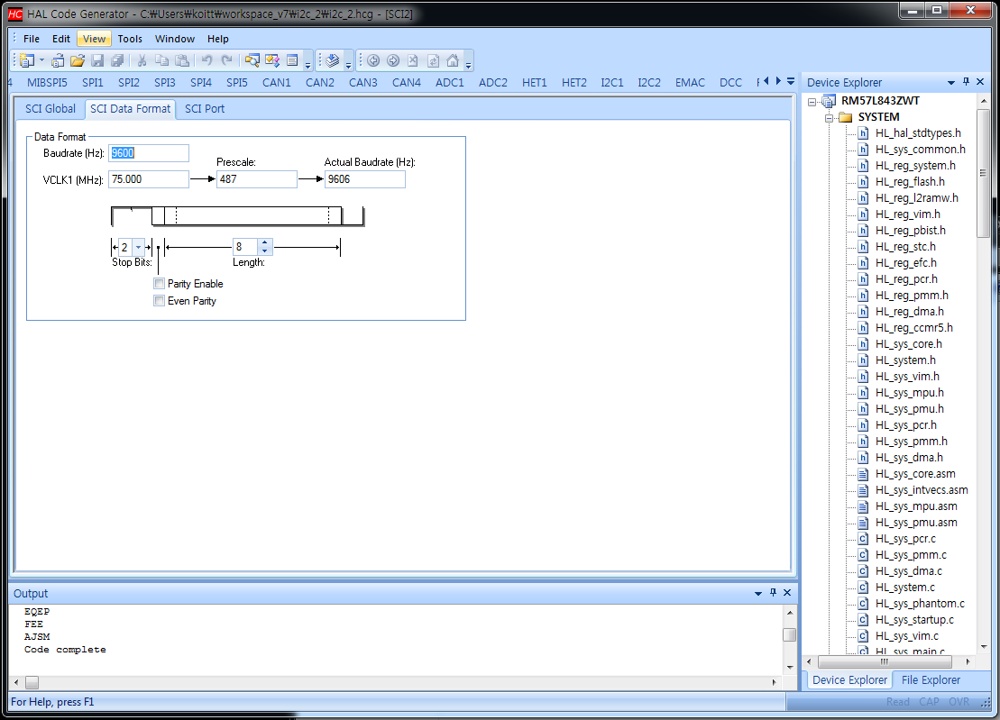 HC HAL Code Generator - C:₩Users₩koitt₩workspace_v7₩i2c_2₩i2c_2.hcg - [SCI2]
File Edit View Tools Window Help
4 MIBSPI5 SPI1 SPI2 SPI3 SPI4 SPI5 CAN1 CAN2 CAN3 CAN4 ADC1 ADC2 HET1 HET2 I2C1 I2C2 EMAC DCC
SCI Global SCI Data Format SCI Port
Data Format
Baudrate (Hz): 9600
Prescale: Actual Baudrate (Hz):
VCLK1 (MHz): 75.000 487 9606
2 8
Stop Bits: Length:
Parity Enable
Even Parity
Output
EQEP
FEE
AJSM
Code complete
Device Explorer
RM57L843ZWT
SYSTEM
HL_hal_stdtypes.h
HL_sys_common.h
HL_reg_system.h
HL_reg_flash.h
HL_reg_l2ramw.h
HL_reg_vim.h
HL_reg_pbist.h
HL_reg_stc.h
HL_reg_efc.h
HL_reg_pcr.h
HL_reg_pmm.h
HL_reg_dma.h
HL_reg_ccmr5.h
HL_sys_core.h
HL_system.h
HL_sys_vim.h
HL_sys_mpu.h
HL_sys_pmu.h
HL_sys_pcr.h
HL_sys_pmm.h
HL_sys_dma.h
HL_sys_core.asm
HL_sys_intvecs.asm
HL_sys_mpu.asm
HL_sys_pmu.asm
HL_sys_pcr.c
HL_sys_pmm.c
HL_sys_dma.c
HL_system.c
HL_sys_phantom.c
HL_sys_startup.c
HL_sys_vim.c
HL_sys_main.c
Device Explorer File Explorer
For Help, press F1
Read CAP OVR